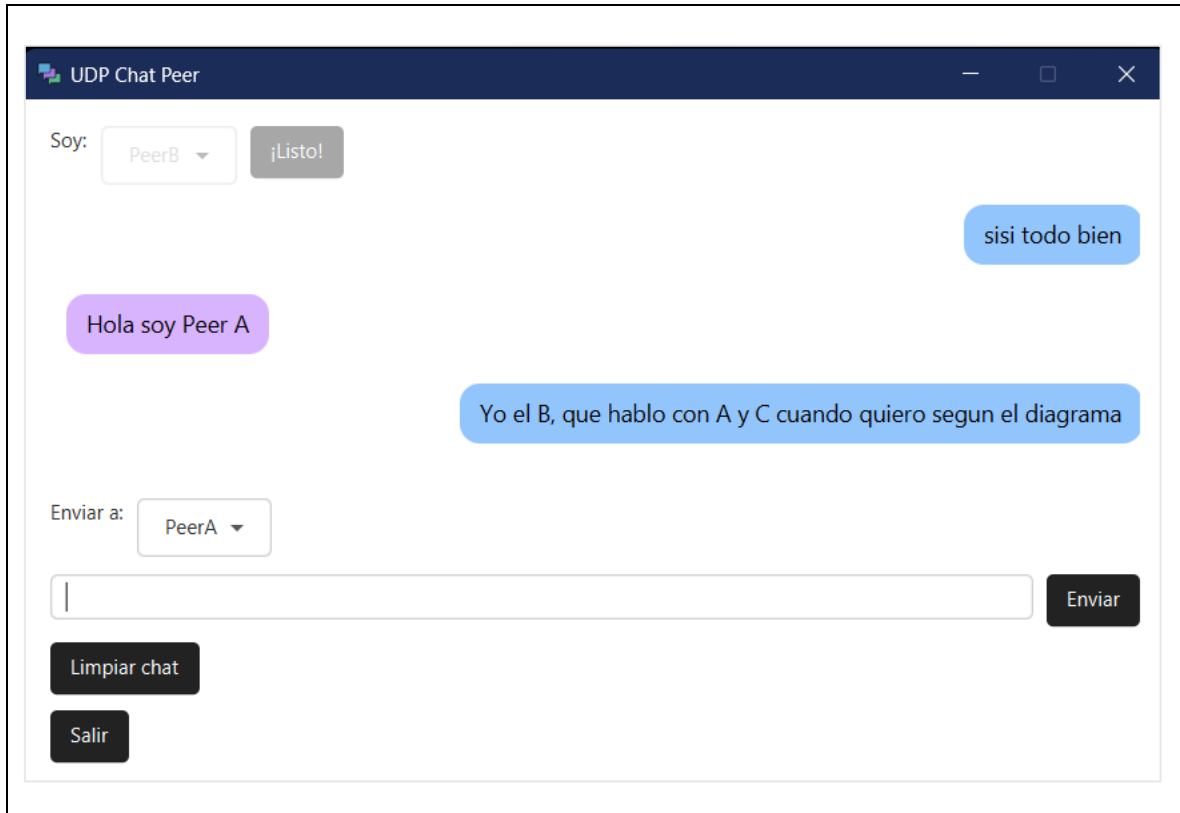 UDP Chat Peer
Soy:
PeerB
¡Listo!
sisi todo bien
Hola soy Peer A
Yo el B, que hablo con A y C cuando quiero segun el diagrama
Enviar a:
PeerA
Enviar
Limpiar chat
Salir